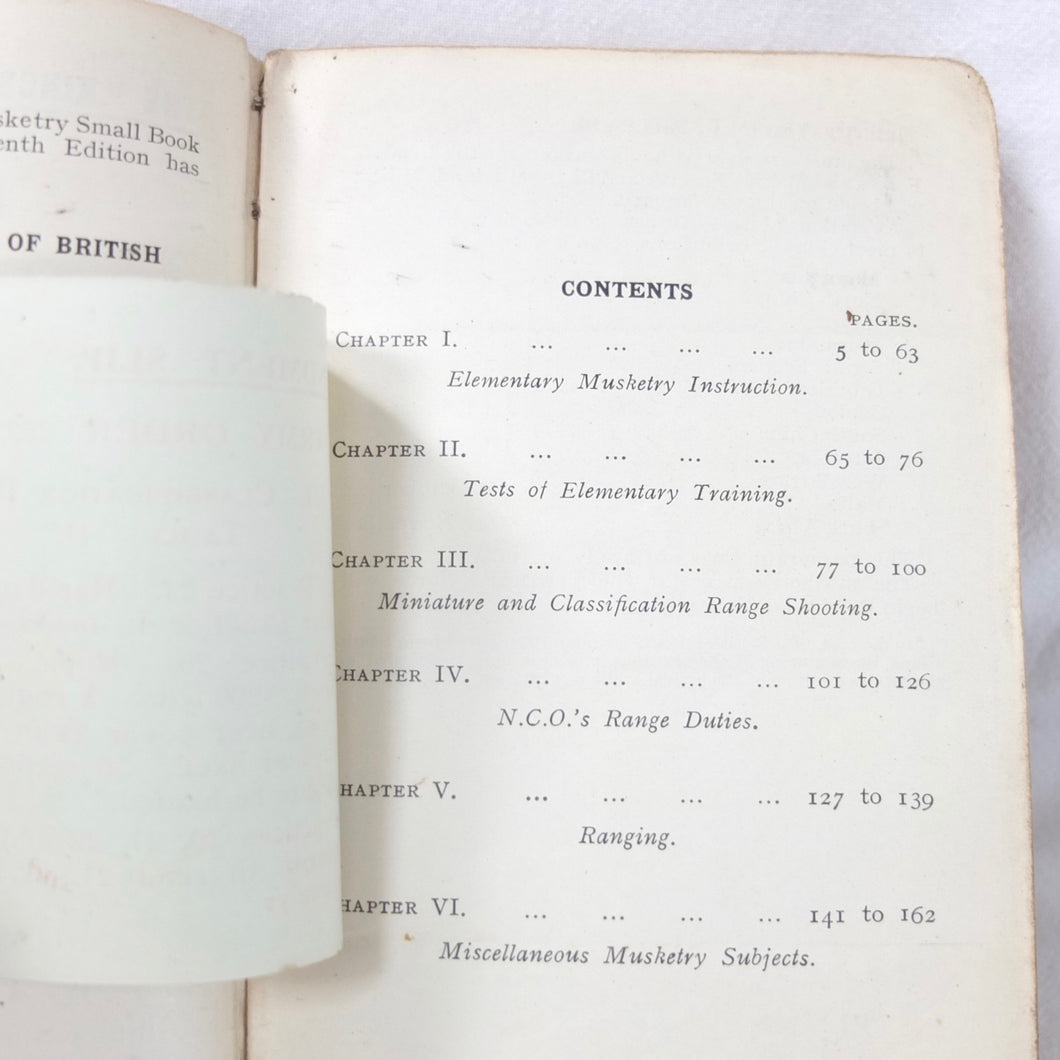 sketry Small Book
enth Edition has
OF BRITISH
CONTENTS
PAGES.
CHAPTER I. ... ... ... ... 5 to 63
Elementary Musketry Instruction.
CHAPTER II. ... ... ... ... 65 to 76
Tests of Elementary Training.
CHAPTER III. ... ... ... ... 77 to 100
Miniature and Classification Range Shooting.
CHAPTER IV. ... ... ... ... 101 to 126
N.C.O.'s Range Duties.
HAPTER V. ... ... ... ... 127 to 139
Ranging.
HAPTER VI. ... ... ... ... 141 to 162
Miscellaneous Musketry Subjects.